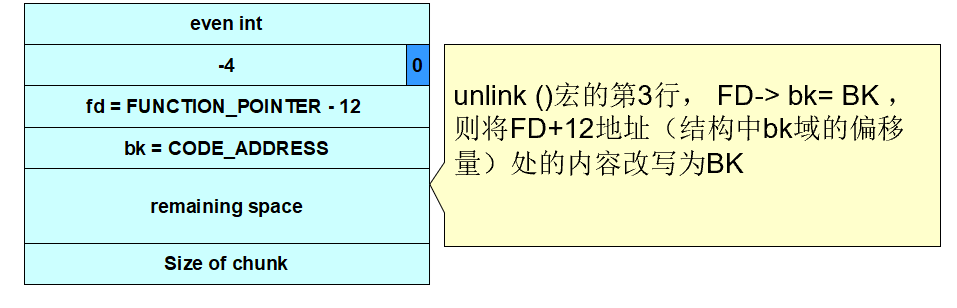 even int
-4
0
fd = FUNCTION_POINTER - 12
bk = CODE_ADDRESS
remaining space
Size of chunk
unlink ()宏的第3行， FD-> bk= BK ，
则将FD+12地址（结构中bk域的偏移
量）处的内容改写为BK